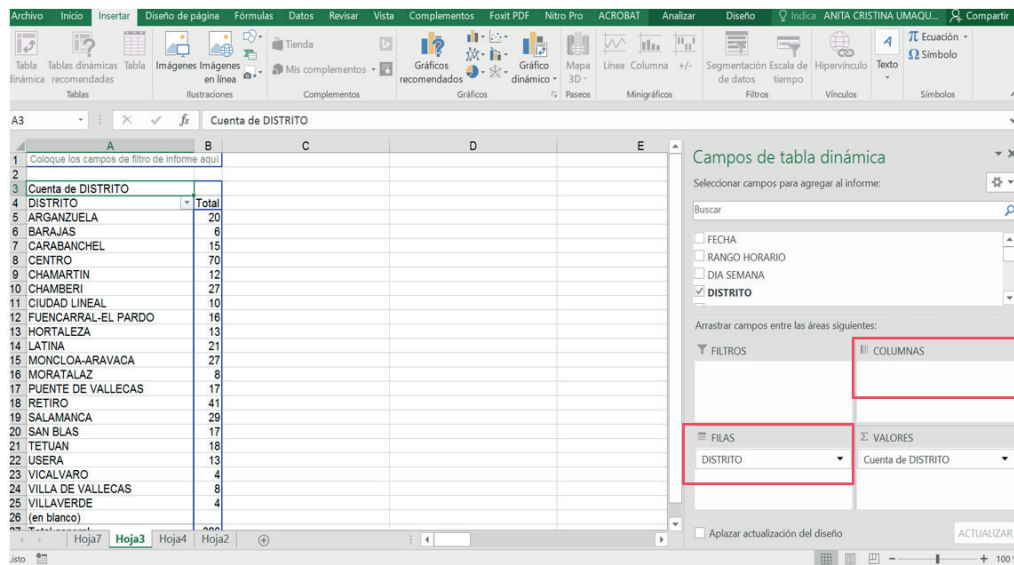 Archivo Inicio Insertar Diseño de página Fórmulas Datos Revisar Vista Complementos Foxit PDF Nitro Pro ACROBAT Analizar Diseño Indica ANITA CRISTINA UMAQU... Compartir
Tabla dinámica
Tablas dinámicas recomendadas
Tabla
Tablas
Imágenes
Imágenes en línea
Ilustraciones
Tienda
Mis complementos
Complementos
Gráficos recomendados
Gráfico dinámico
Gráficos
Mapa 3D
Paseos
Línea Columna +/-
Minigráficos
Segmentación de datos
Escala de tiempo
Filtros
Hipervínculo
Vínculos
Texto
π Ecuación
Ω Símbolo
Símbolos
A3 fx Cuenta de DISTRITO
A B C D E
1 Coloque los campos de filtro de informe aquí
2
3 Cuenta de DISTRITO
4 DISTRITO Total
5 ARGANZUELA 20
6 BARAJAS 6
7 CARABANCHEL 15
8 CENTRO 70
9 CHAMARTIN 12
10 CHAMBERI 27
11 CIUDAD LINEAL 10
12 FUENCARRAL-EL PARDO 16
13 HORTALEZA 13
14 LATINA 21
15 MONCLOA-ARAVACA 27
16 MORATALAZ 8
17 PUENTE DE VALLECAS 17
18 RETIRO 41
19 SALAMANCA 29
20 SAN BLAS 17
21 TETUAN 18
22 USERA 13
23 VICALVARO 4
24 VILLA DE VALLECAS 8
25 VILLAVERDE 4
26 (en blanco)
Hoja7 Hoja3 Hoja4 Hoja2
Campos de tabla dinámica
Seleccionar campos para agregar al informe:
Buscar
FECHA
RANGO HORARIO
DIA SEMANA
DISTRITO
Arrastrar campos entre las áreas siguientes:
FILTROS
COLUMNAS
FILAS
DISTRITO
Σ VALORES
Cuenta de DISTRITO
Aplazar actualización del diseño
ACTUALIZAR
- + 100